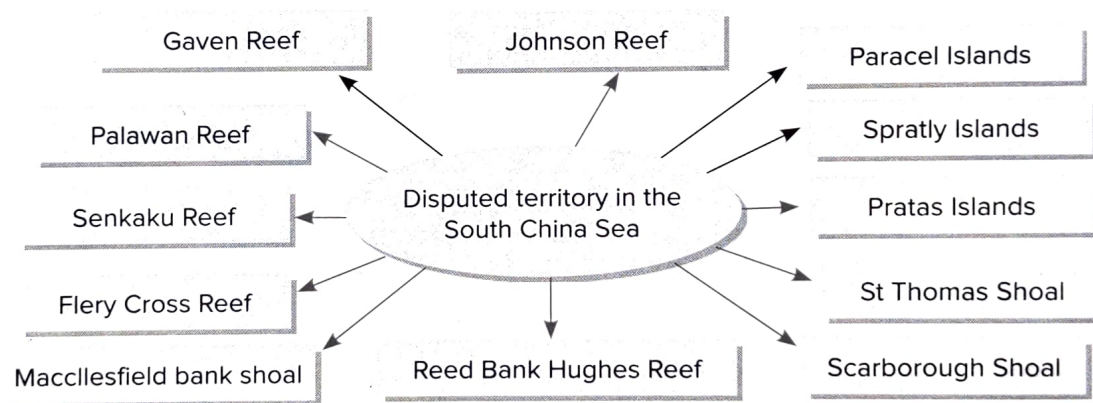 Gaven Reef
Johnson Reef
Paracel Islands
Palawan Reef
Spratly Islands
Disputed territory in the
South China Sea
Senkaku Reef
Pratas Islands
Flery Cross Reef
St Thomas Shoal
Maccllesfield bank shoal
Reed Bank Hughes Reef
Scarborough Shoal